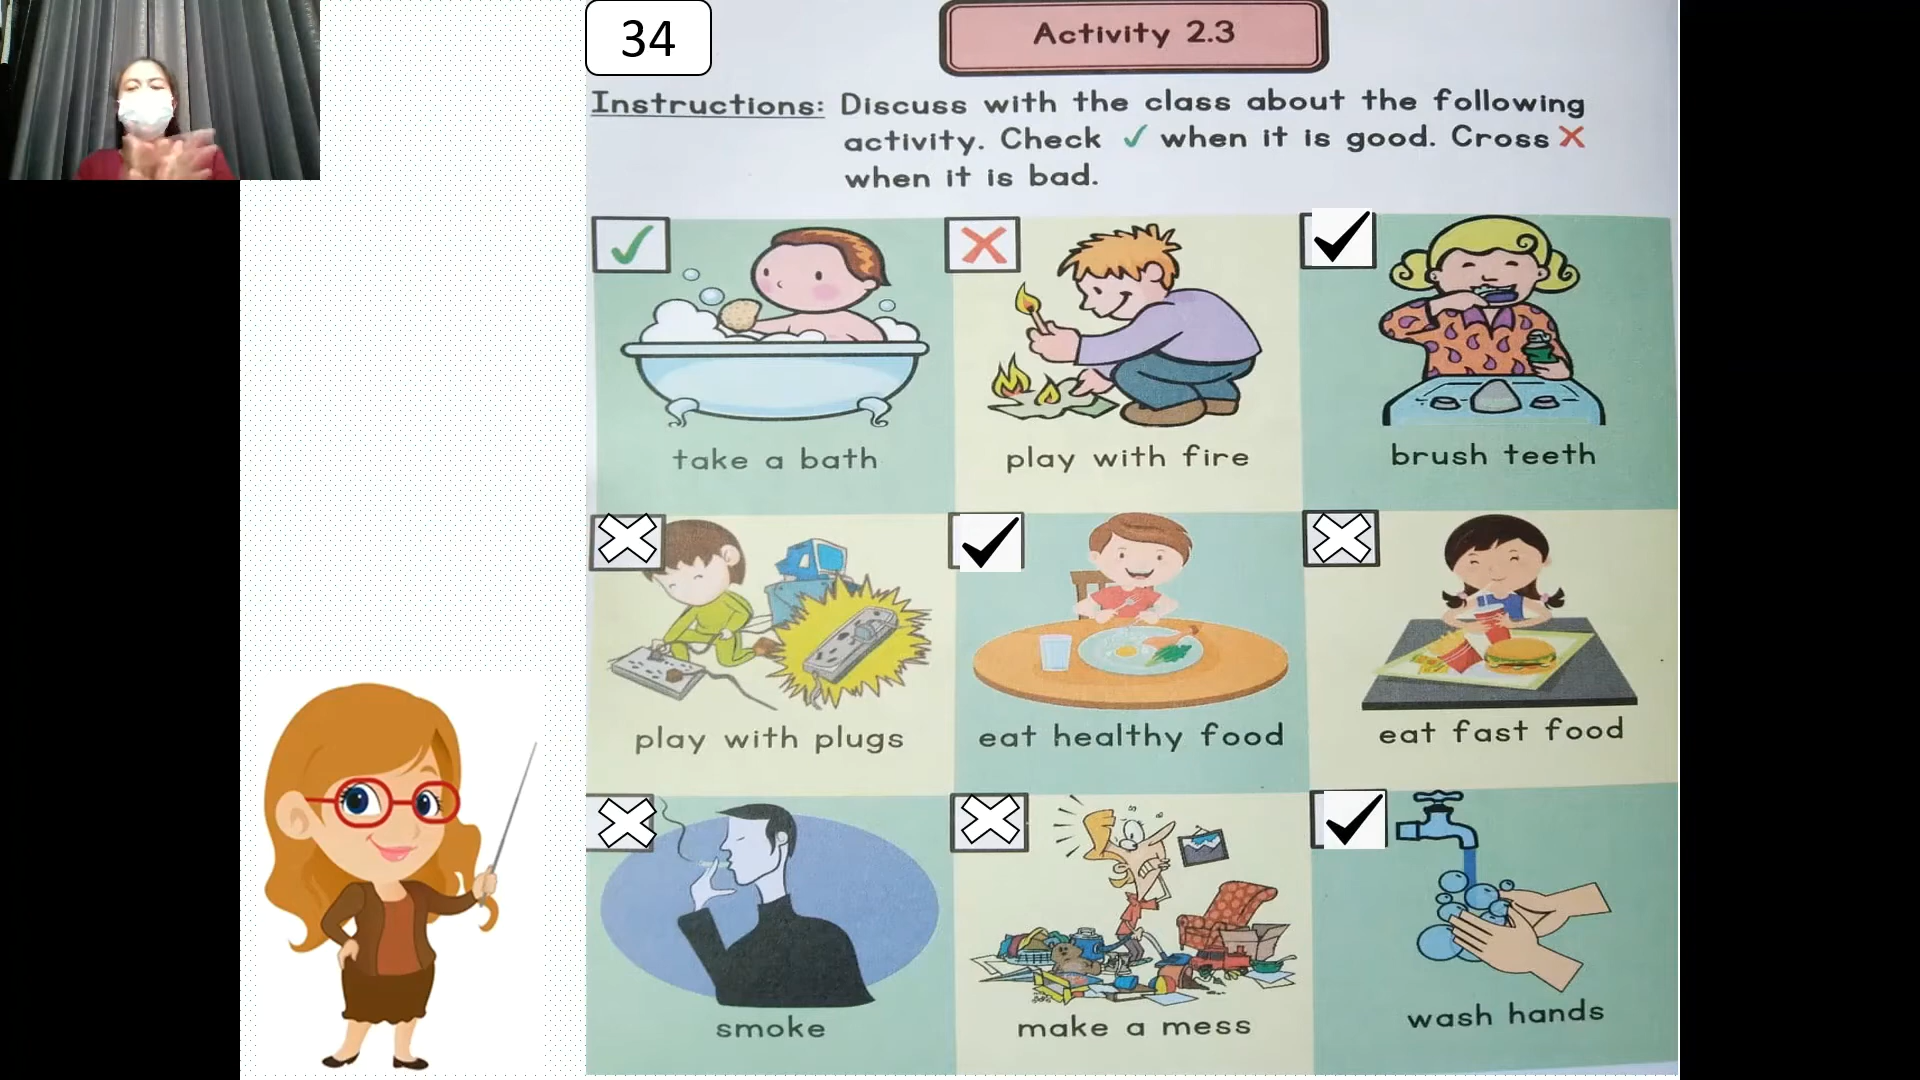 34
Activity 2.3
Instructions: Discuss with the class about the following
activity. Check ✓ when it is good. Cross ✗
when it is bad.
take a bath
play with fire
brush teeth
play with plugs
eat healthy food
eat fast food
smoke
make a mess
wash hands